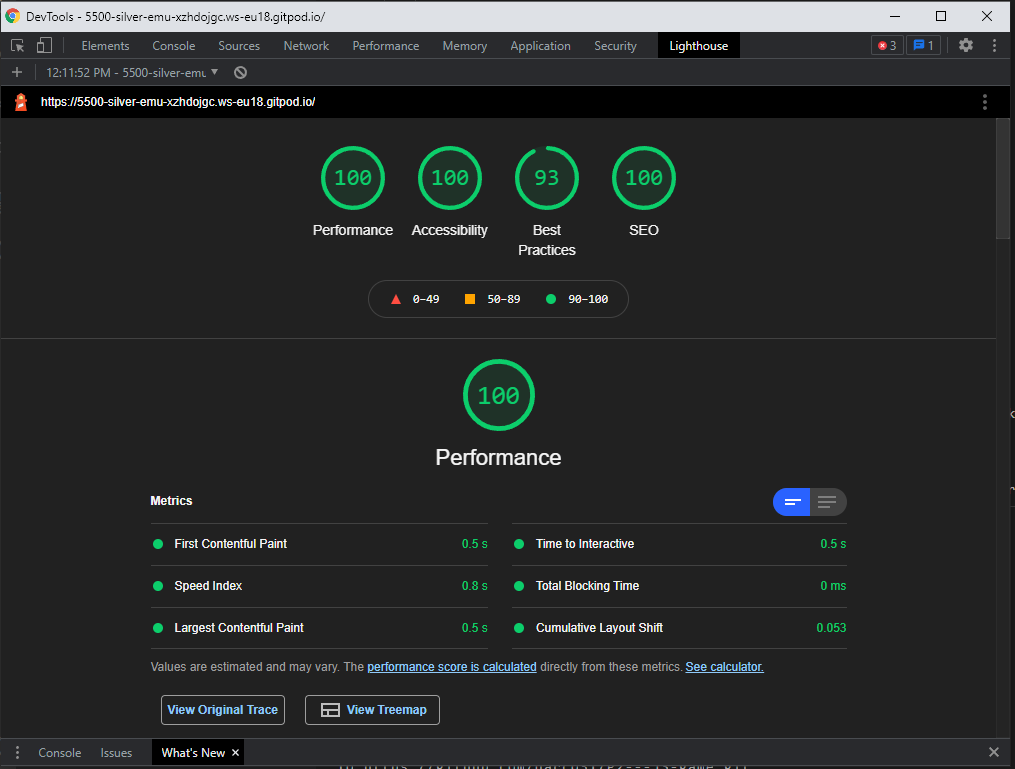 DevTools - 5500-silver-emu-xzhdojgc.ws-eu18.gitpod.io/
Elements Console Sources Network Performance Memory Application Security Lighthouse 3 1
12:11:52 PM - 5500-silver-emu
https://5500-silver-emu-xzhdojgc.ws-eu18.gitpod.io/
100 100 93 100
Performance Accessibility Best Practices SEO
0–49 50–89 90–100
100
Performance
Metrics
First Contentful Paint 0.5 s Time to Interactive 0.5 s
Speed Index 0.8 s Total Blocking Time 0 ms
Largest Contentful Paint 0.5 s Cumulative Layout Shift 0.053
Values are estimated and may vary. The performance score is calculated directly from these metrics. See calculator.
View Original Trace View Treemap
Console Issues What's New